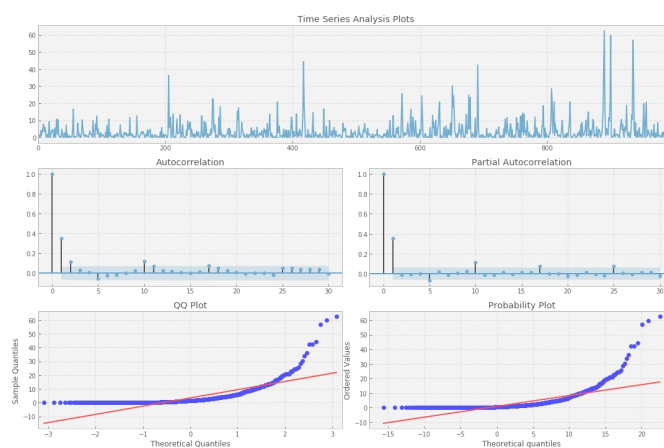 Time Series Analysis Plots
60
50
40
30
20
10
0
200 400 600 800
Autocorrelation Partial Autocorrelation
1.0 1.0
0.8 0.8
0.6 0.6
0.4 0.4
0.2 0.2
0.0 0.0
0 5 10 15 20 25 30 0 5 10 15 20 25 30
QQ Plot Probability Plot
Sample Quantiles Ordered Values
60 60
50 50
40 40
30 30
20 20
10 10
0 0
−10 −10
−3 −2 −1 0 1 2 3 −15 −10 −5 0 5 10 15 20
Theoretical Quantiles Theoretical quantiles